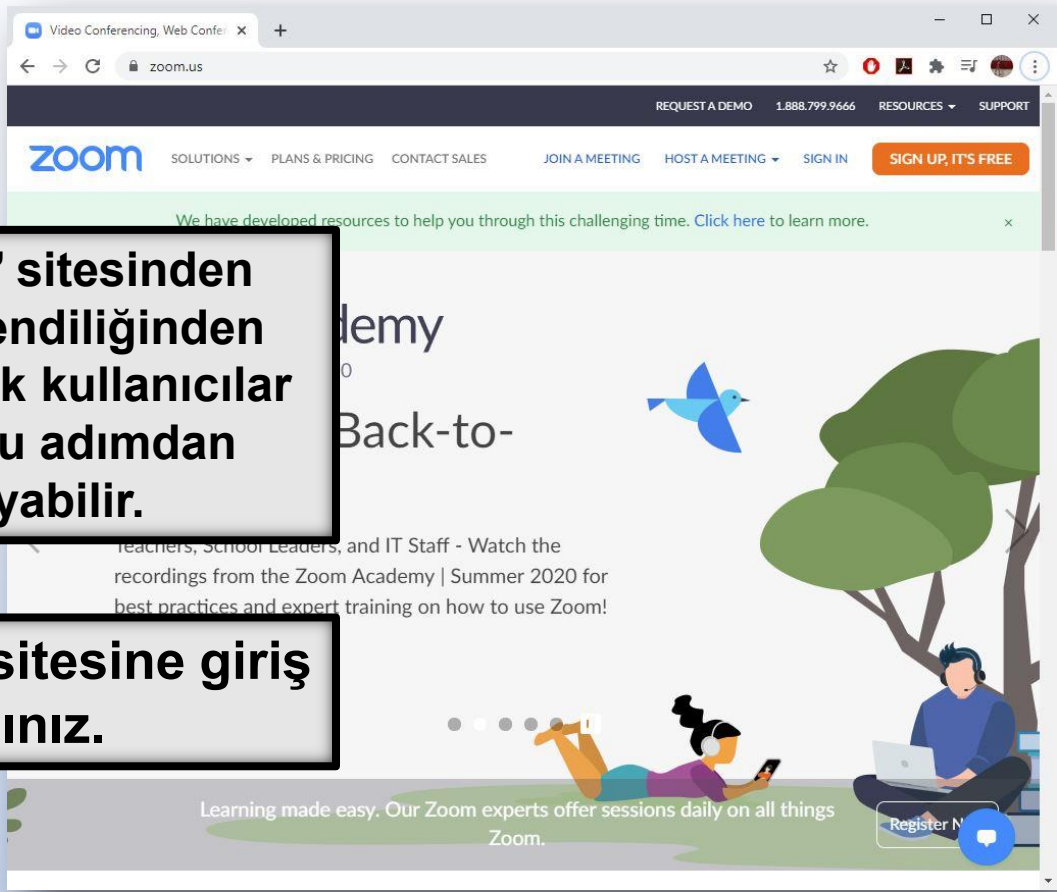 Video Conferencing, Web Confer
zoom.us
REQUEST A DEMO 1.888.799.9666 RESOURCES SUPPORT
zoom SOLUTIONS PLANS & PRICING CONTACT SALES JOIN A MEETING HOST A MEETING SIGN IN SIGN UP, IT'S FREE
We have developed resources to help you through this challenging time. Click here to learn more.
sitesinden
endiliğinden
k kullanıcılar
u adımdan
yabilir.
demy
0
Back-to-
Teachers, School Leaders, and IT Staff - Watch the
recordings from the Zoom Academy | Summer 2020 for
best practices and expert training on how to use Zoom!
sitesine giriş
ınız.
Learning made easy. Our Zoom experts offer sessions daily on all things
Zoom.
Register N